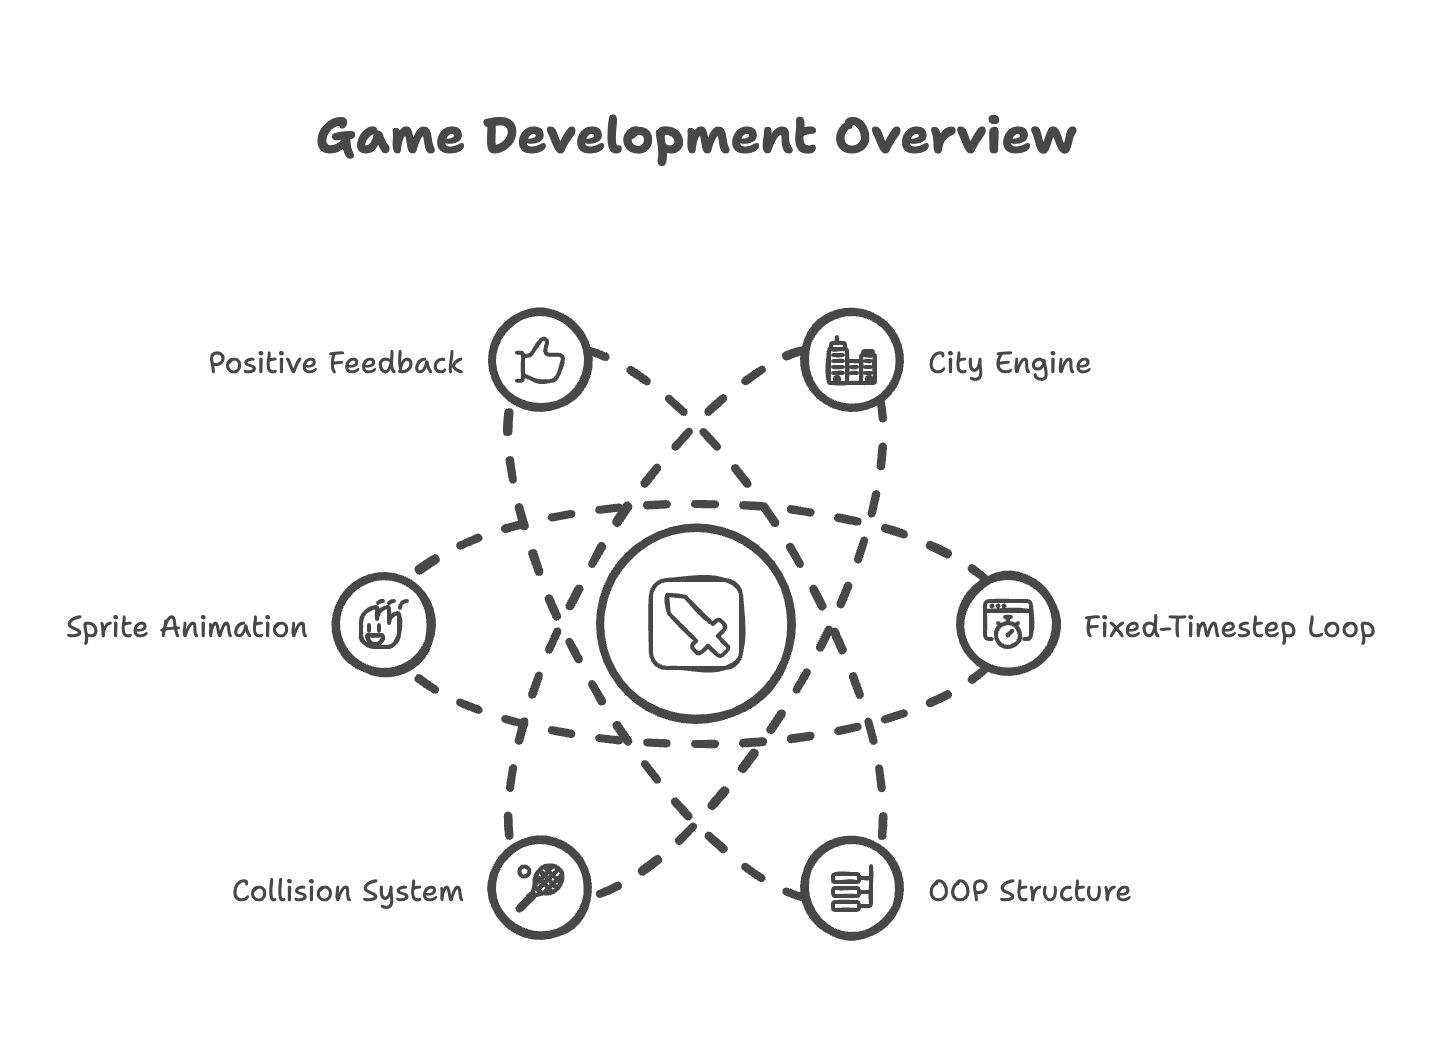 Game Development Overview
Positive Feedback
City Engine
Sprite Animation
Fixed-Timestep Loop
Collision System
OOP Structure